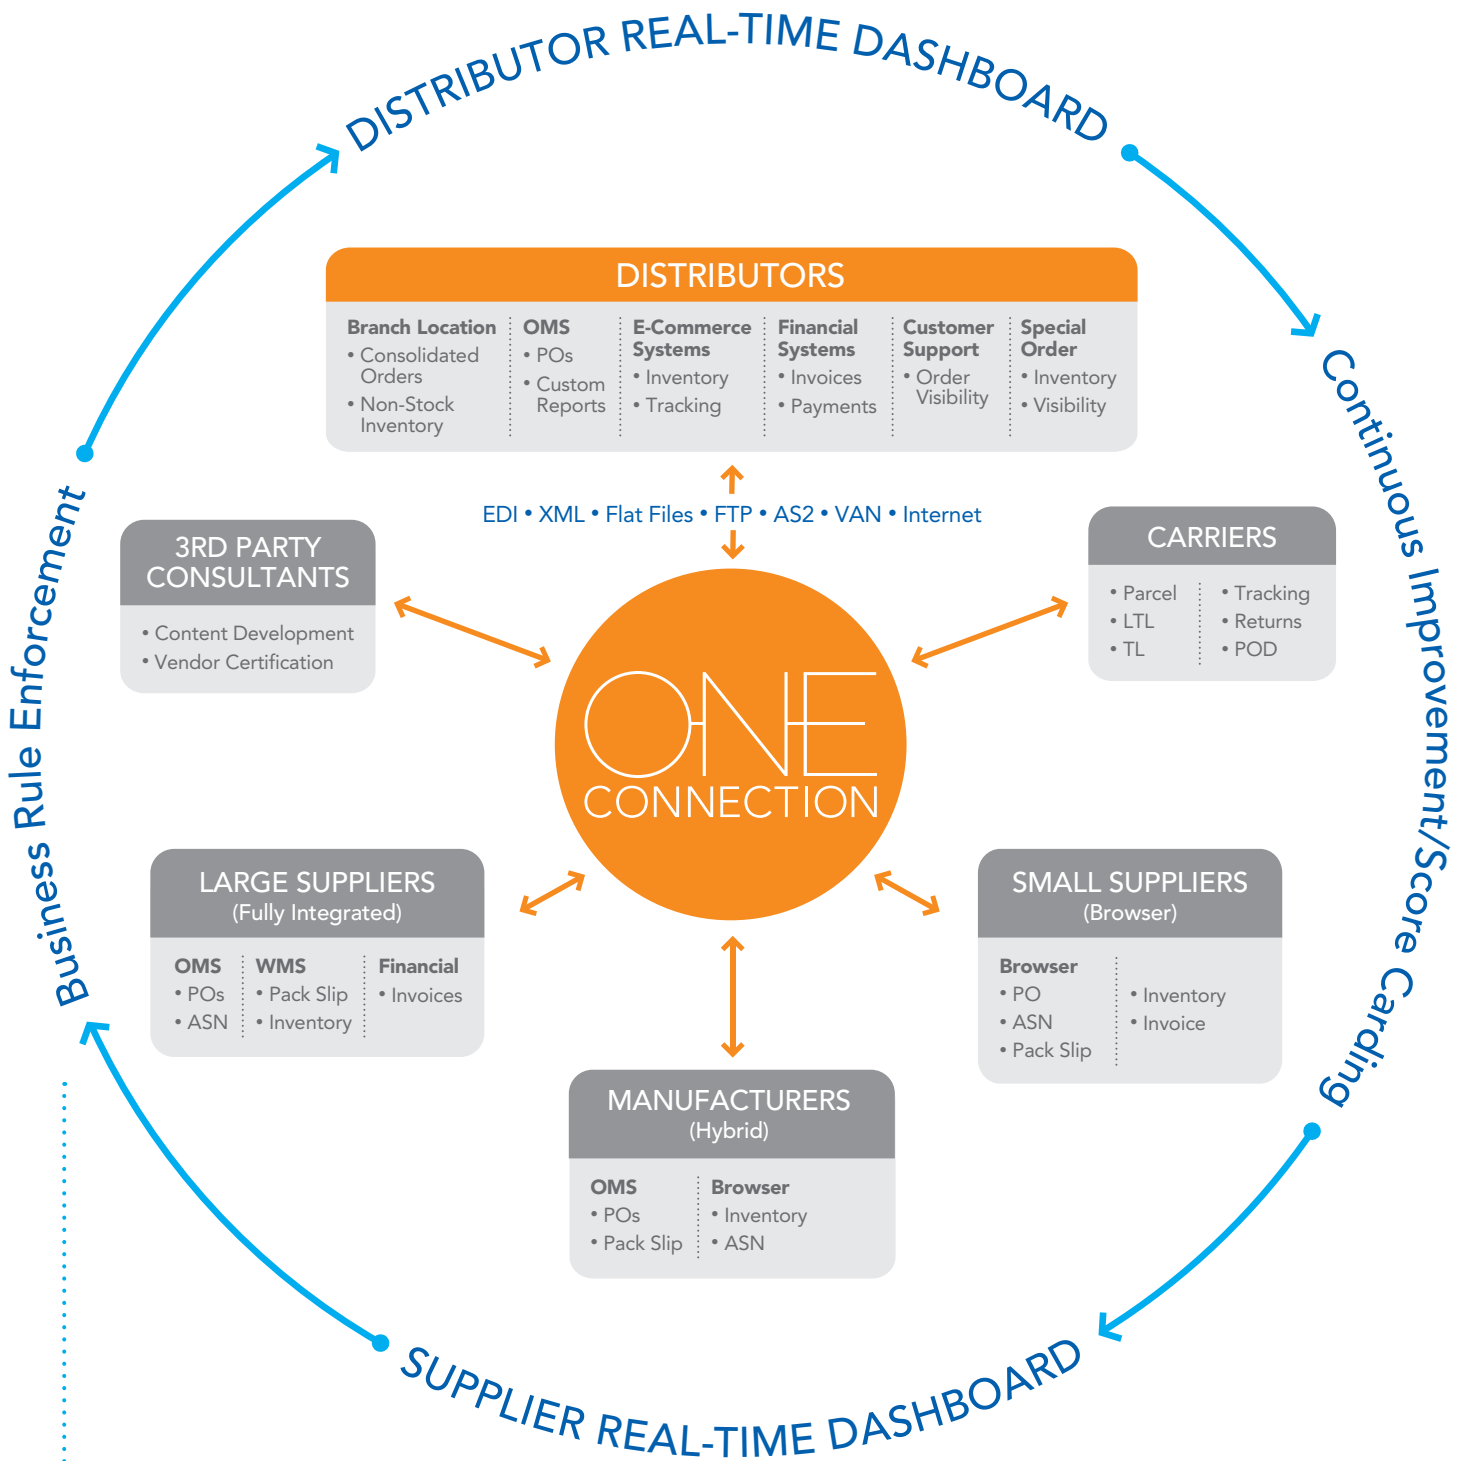 DISTRIBUTOR REAL-TIME DASHBOARD
DISTRIBUTORS
Branch Location
• Consolidated
Orders
• Non-Stock
Inventory
OMS
• POs
• Custom
Reports
E-Commerce
Systems
• Inventory
• Tracking
Financial
Systems
• Invoices
• Payments
Customer
Support
• Order
Visibility
Special
Order
• Inventory
• Visibility
EDI • XML • Flat Files • FTP • AS2 • VAN • Internet
3RD PARTY
CONSULTANTS
• Content Development
• Vendor Certification
CARRIERS
• Parcel
• LTL
• TL
• Tracking
• Returns
• POD
ONE
CONNECTION
LARGE SUPPLIERS
(Fully Integrated)
OMS
• POs
• ASN
WMS
• Pack Slip
• Inventory
Financial
• Invoices
SMALL SUPPLIERS
(Browser)
Browser
• PO
• ASN
• Pack Slip
• Inventory
• Invoice
MANUFACTURERS
(Hybrid)
OMS
• POs
• Pack Slip
Browser
• Inventory
• ASN
Continuous Improvement/Score Carding
SUPPLIER REAL-TIME DASHBOARD
Business Rule Enforcement